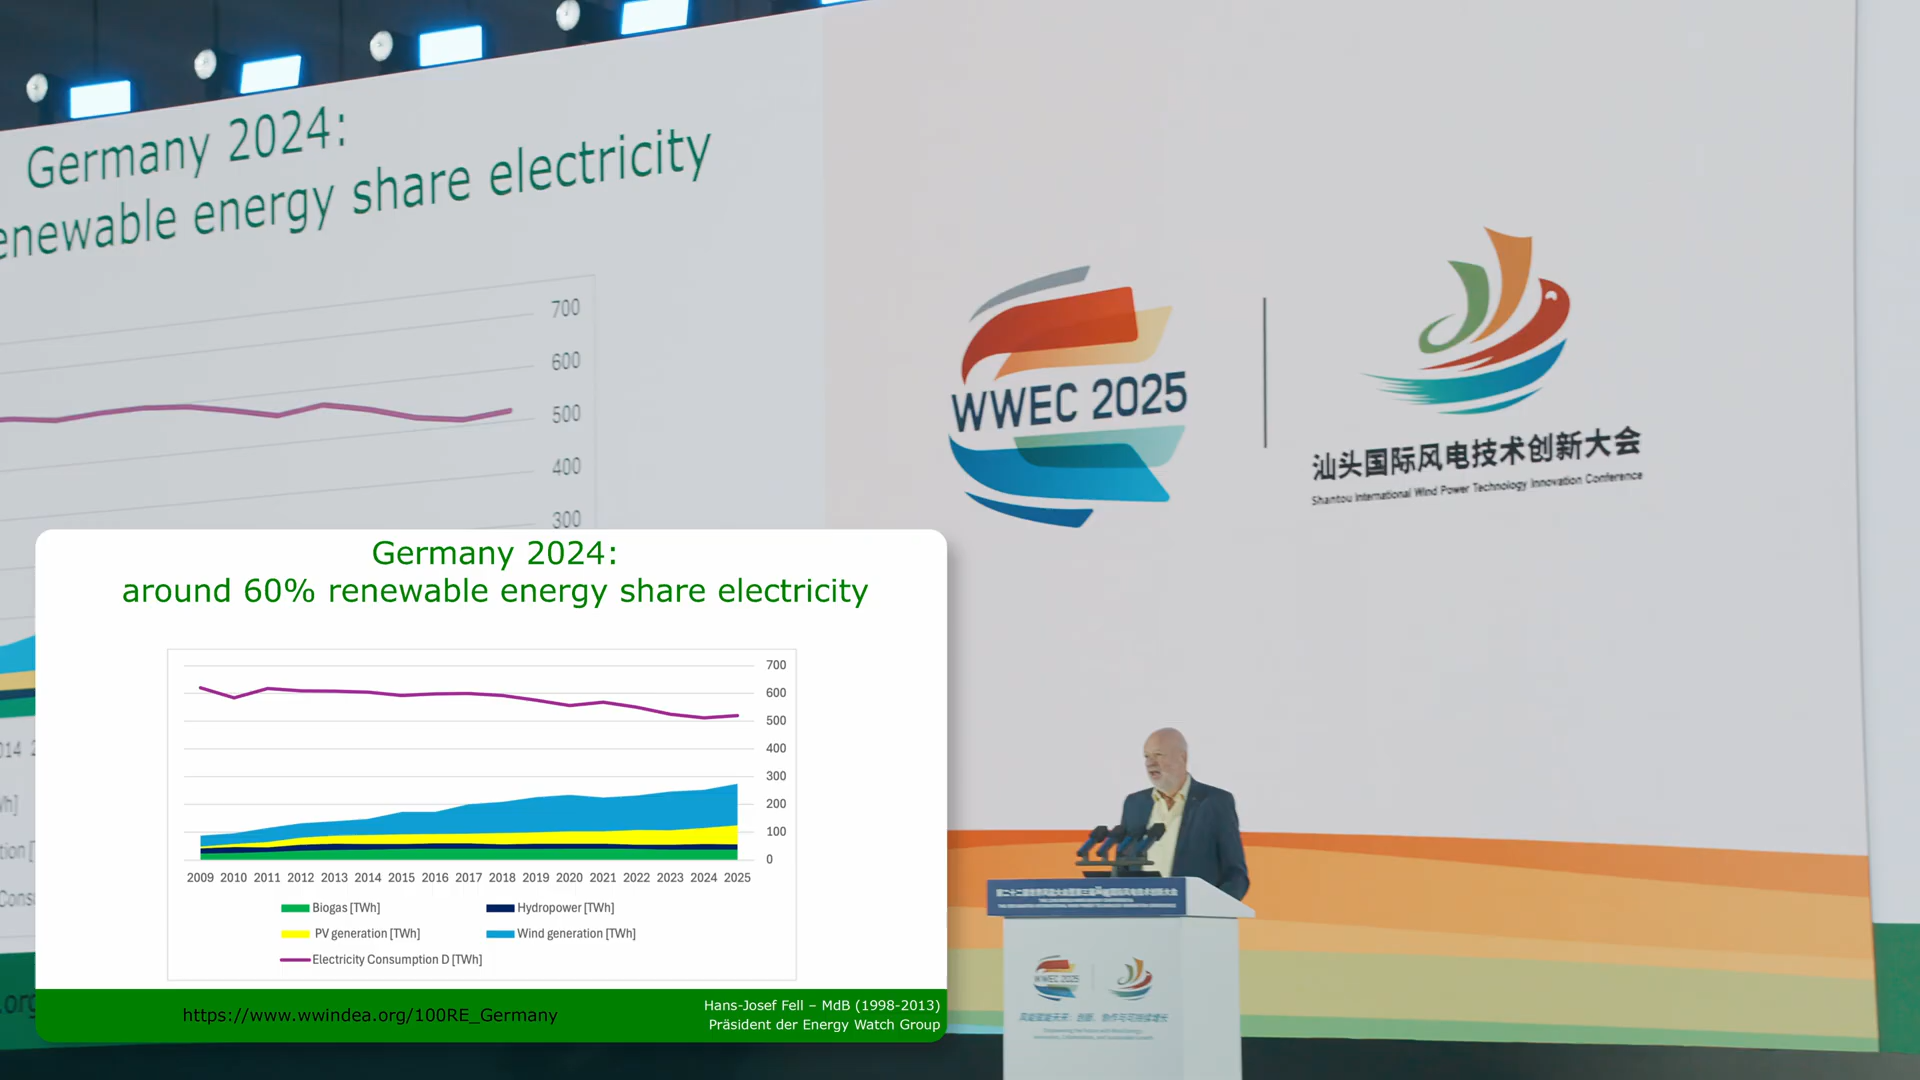 Germany 2024:
renewable energy share electricity
700
600
500
400
300
WWEC 2025
汕头国际风电技术创新大会
Shantou International Wind Power Technology Innovation Conference
Germany 2024:
around 60% renewable energy share electricity
700
600
500
400
300
200
100
0
2009 2010 2011 2012 2013 2014 2015 2016 2017 2018 2019 2020 2021 2022 2023 2024 2025
Biogas [TWh] Hydropower [TWh]
PV generation [TWh] Wind generation [TWh]
Electricity Consumption D [TWh]
https://www.wwindea.org/100RE_Germany
Hans-Josef Fell – MdB (1998-2013)
Präsident der Energy Watch Group
WWEC 2025